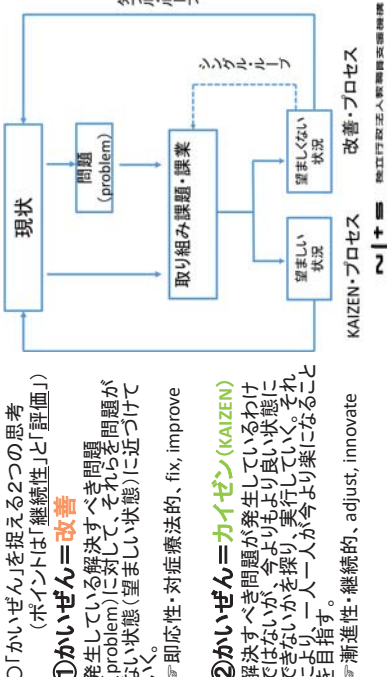 ○「かいぜん」を捉える2つの思考
（ポイントは「継続性」と「評価」）
①かいぜん＝改善
発生している解決すべき問題
(problem)に対して、それらを問題が
ない状態（望ましい状態）に近づけて
いく。
☞即応性・対症療法的、fix, improve
②かいぜん＝カイゼン（KAIZEN）
解決すべき問題が発生しているわけ
ではないが、今よりもより良い状態に
できないかを探り、実行していく。それ
により、一人一人が今より楽になること
を目指す。
☞漸進性・継続的、adjust, innovate
現状
問題
(problem)
取り組み課題・課業
シングル・ループ
望ましい
状況
望ましくない
状況
KAIZEN・プロセス
改善・プロセス
nits 独立行政法人教職員支援機構